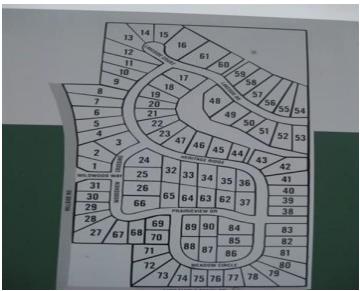 14 15
13 16
12 61
11 60
10 17 59
9 58
8 18 57
7 19 48 56
6 20 49 55
5 21 50 54
4 22 51
3 23 52
47 46 45 44 53
2 43
HERITAGE RIDGE
24 42
1 32 33 34 35 36 41
WILDWOOD WAY 25 40
31 26 39
30 65 64 63 62 37 38
29 66
PRAIRIEVIEW DR
28 69 89 90 84 83
27 67 68 70 85 82
71 88 87 86 81
72 MEADOW CIRCLE 80
73 74 75 76 77 78 79